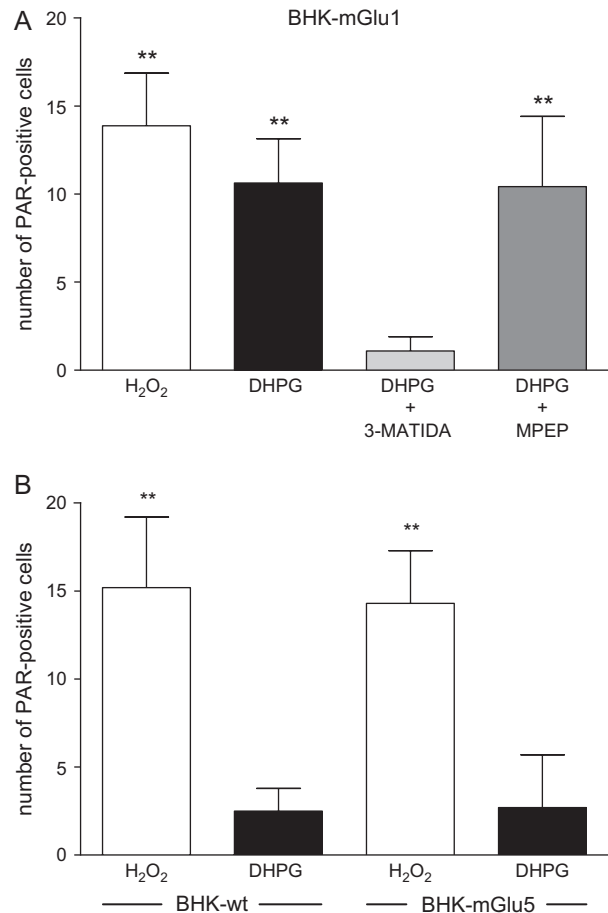 A
BHK-mGlu1
number of PAR-positive cells
20
15
10
5
0
**
**
**
H₂O₂
DHPG
DHPG
+
3-MATIDA
DHPG
+
MPEP
B
number of PAR-positive cells
20
15
10
5
0
**
**
H₂O₂
DHPG
H₂O₂
DHPG
BHK-wt
BHK-mGlu5